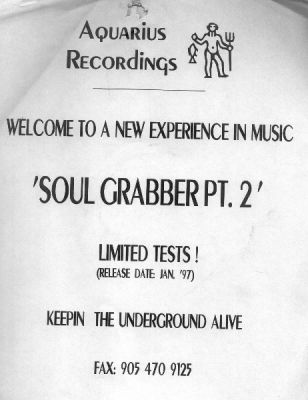 Aquarius
Recordings
WELCOME TO A NEW EXPERIENCE IN MUSIC
'SOUL GRABBER PT. 2'
LIMITED TESTS !
(RELEASE DATE: JAN. '97)
KEEPIN THE UNDERGROUND ALIVE
FAX: 905 470 9125